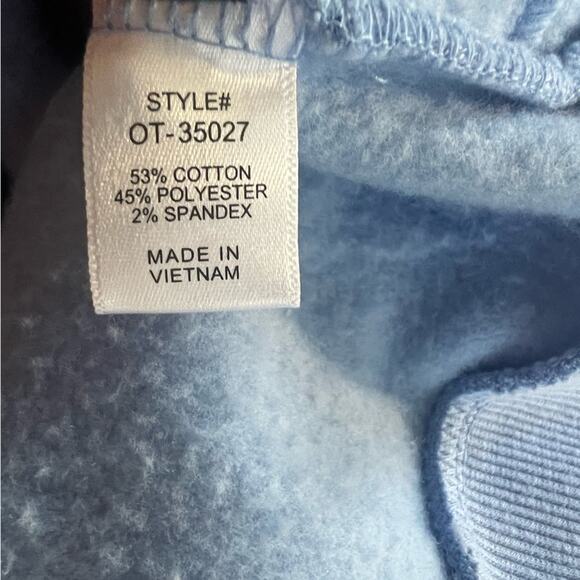 STYLE#
OT-35027
53% COTTON
45% POLYESTER
2% SPANDEX
MADE IN
VIETNAM